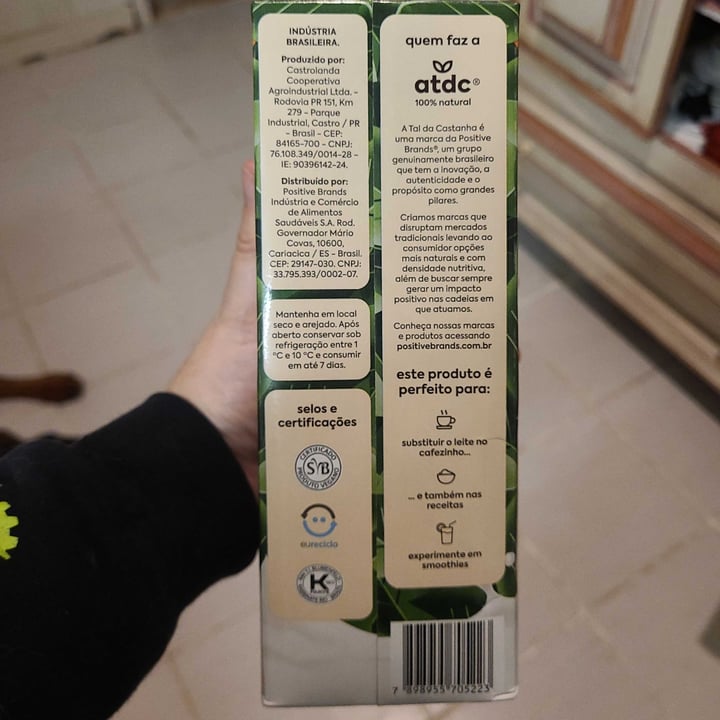 INDÚSTRIA
BRASILEIRA.
Produzido por:
Castrolanda
Cooperativa
Agroindustrial Ltda. -
Rodovia PR 151, Km
279 - Parque
Industrial, Castro / PR
- Brasil - CEP:
84165-700 - CNPJ:
76.108.349/0014-28 -
IE: 90396142-24.
Distribuído por:
Positive Brands
Indústria e Comércio
de Alimentos
Saudáveis S.A. Rod.
Governador Mário
Covas, 10600,
Cariacica / ES - Brasil.
CEP: 29147-030. CNPJ:
33.795.393/0002-07.
Mantenha em local
seco e arejado. Após
aberto conservar sob
refrigeração entre 1
ºC e 10 ºC e consumir
em até 7 dias.
selos e
certificações
CERTIFICADO
SVB
PRODUTO VEGANO
eureciclo
K
quem faz a
atdc®
100% natural
A Tal da Castanha é
uma marca da Positive
Brands®, um grupo
genuinamente brasileiro
que tem a inovação, a
autenticidade e o
propósito como grandes
pilares.
Criamos marcas que
disruptam mercados
tradicionais levando ao
consumidor opções
mais naturais e com
densidade nutritiva,
além de buscar sempre
gerar um impacto
positivo nas cadeias em
que atuamos.
Conheça nossas marcas
e produtos acessando
positivebrands.com.br
este produto é
perfeito para:
substituir o leite no
cafezinho...
... e também nas
receitas
experimente em
smoothies
7 898955 705223